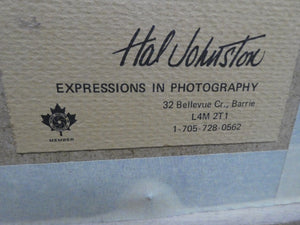 Hal Johnston
EXPRESSIONS IN PHOTOGRAPHY
32 Bellevue Cr., Barrie
L4M 2T1
1-705-728-0562
MEMBER